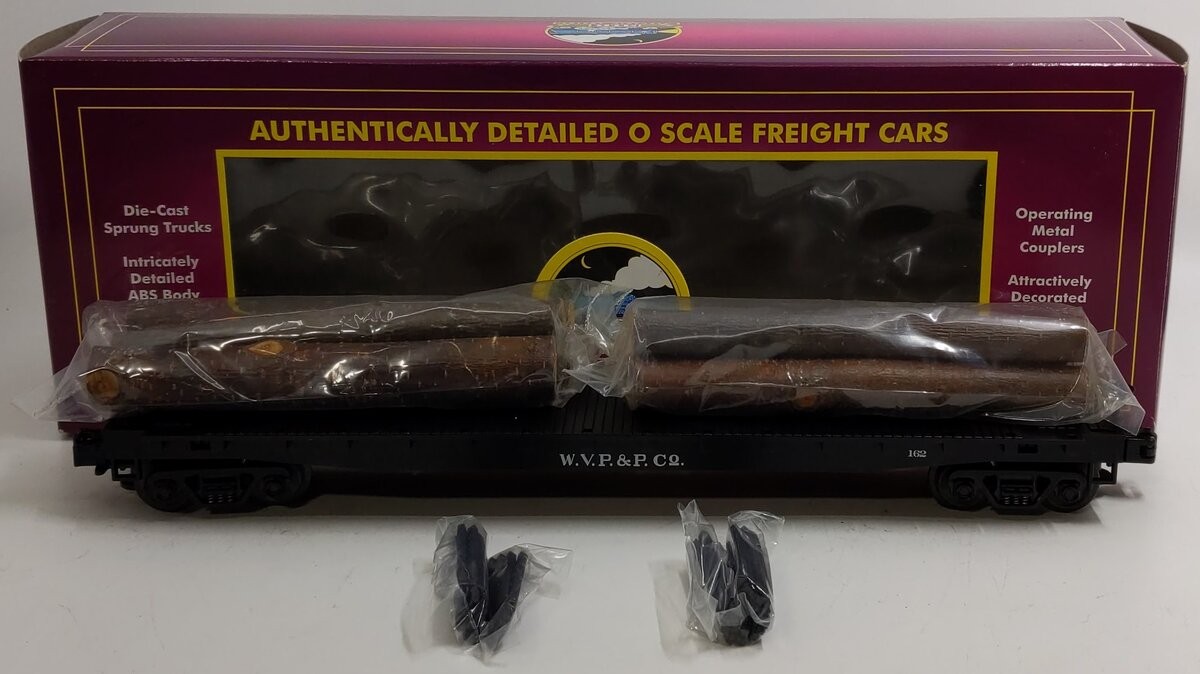 AUTHENTICALLY DETAILED O SCALE FREIGHT CARS
Die-Cast
Sprung Trucks
Intricately
Detailed
ABS Body
Operating
Metal
Couplers
Attractively
Decorated
W.V.P.&P.Co.
162